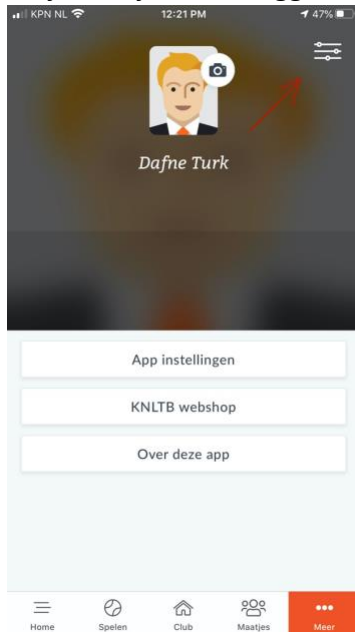 KPN NL 12:21 PM 47%
Dafne Turk
App instellingen
KNLTB webshop
Over deze app
Home Spelen Club Maatjes Meer